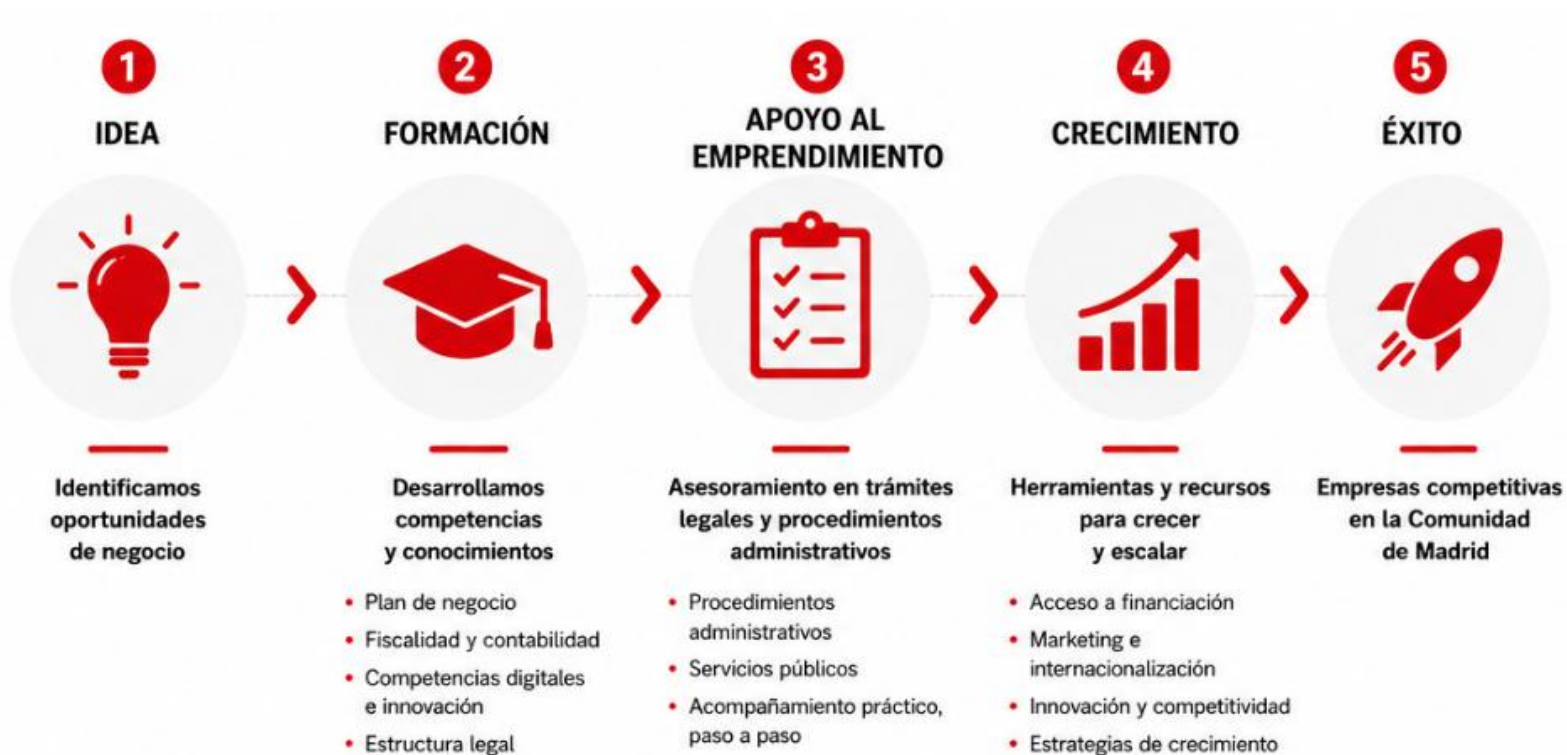 1
IDEA
Identificamos
oportunidades
de negocio
2
FORMACIÓN
Desarrollamos
competencias
y conocimientos
• Plan de negocio
• Fiscalidad y contabilidad
• Competencias digitales
e innovación
• Estructura legal
3
APOYO AL
EMPRENDIMIENTO
Asesoramiento en trámites
legales y procedimientos
administrativos
• Procedimientos
administrativos
• Servicios públicos
• Acompañamiento práctico,
paso a paso
4
CRECIMIENTO
Herramientas y recursos
para crecer
y escalar
• Acceso a financiación
• Marketing e
internacionalización
• Innovación y competitividad
• Estrategias de crecimiento
5
ÉXITO
Empresas competitivas
en la Comunidad
de Madrid